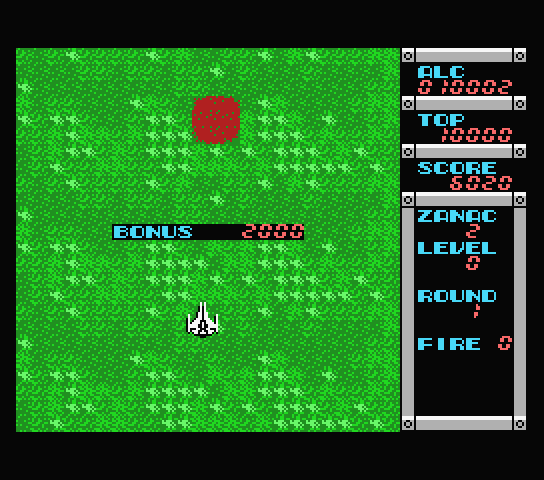 ALC
010002
TOP
10000
SCORE
6020
ZANAC
2
BONUS 2000
LEVEL
0
ROUND
1
FIRE 0